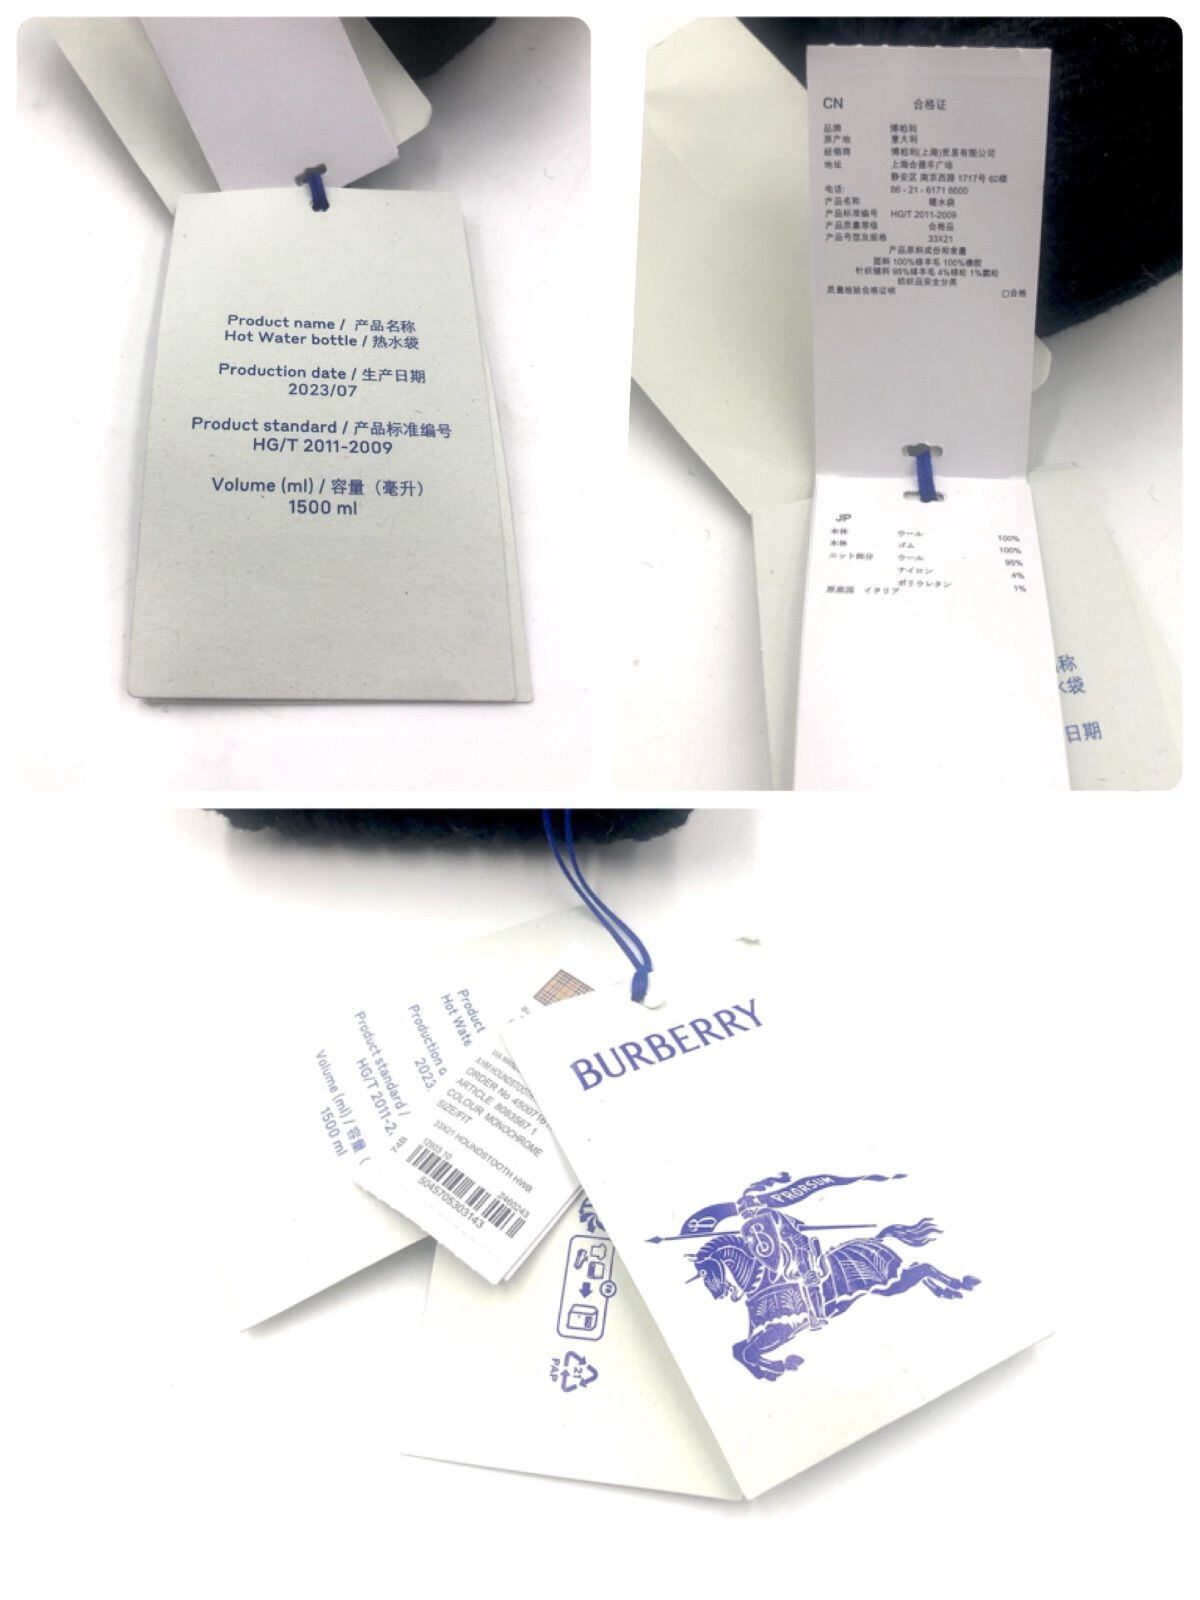 Product name / 产品名称
Hot Water bottle / 热水袋
Production date / 生产日期
2023/07
Product standard / 产品标准编号
HG/T 2011-2009
Volume (ml) / 容量（毫升）
1500 ml
CN 合格证
品牌 博柏利
原产地 意大利
经销商 博柏利(上海)贸易有限公司
地址 上海会德丰广场
静安区 南京西路 1717号 60楼
电话: 86 - 21 - 6171 6600
产品名称 暖水袋
产品标准编号 HG/T 2011-2009
产品质量等级 合格品
产品号型及规格 33X21
产品原料成份和含量
面料 100%绵羊毛 100%橡胶
针织辅料 95%绵羊毛 4%锦纶 1%氨纶
纺织品安全分类
质量检验合格证明 合格
JP
本体 ウール 100%
本体 ゴム 100%
ニット部分 ウール 95%
ナイロン 4%
ポリウレタン 1%
原産国 イタリア
称
水袋
日期
BURBERRY
PRORSUM
B
B
Product
Hot Wate
Production
2023
Product standard /
HG/T 2011-2
Volume (ml) / 容量 (
1500 ml
ORDER No
ARTICLE 8083587 1
COLOUR MONOCHROME
SIZE/FIT
33X21 HOUNDSTOOTH HWB
12903 10
2460243
5045705303143
21
PAP